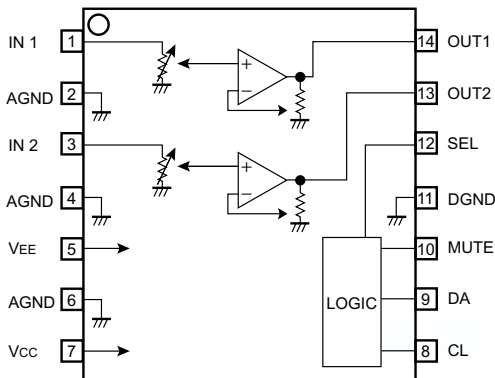 IN 1 1 14 OUT1
AGND 2 13 OUT2
IN 2 3 12 SEL
AGND 4 11 DGND
VEE 5 10 MUTE
AGND 6 LOGIC 9 DA
VCC 7 8 CL
+
−
+
−